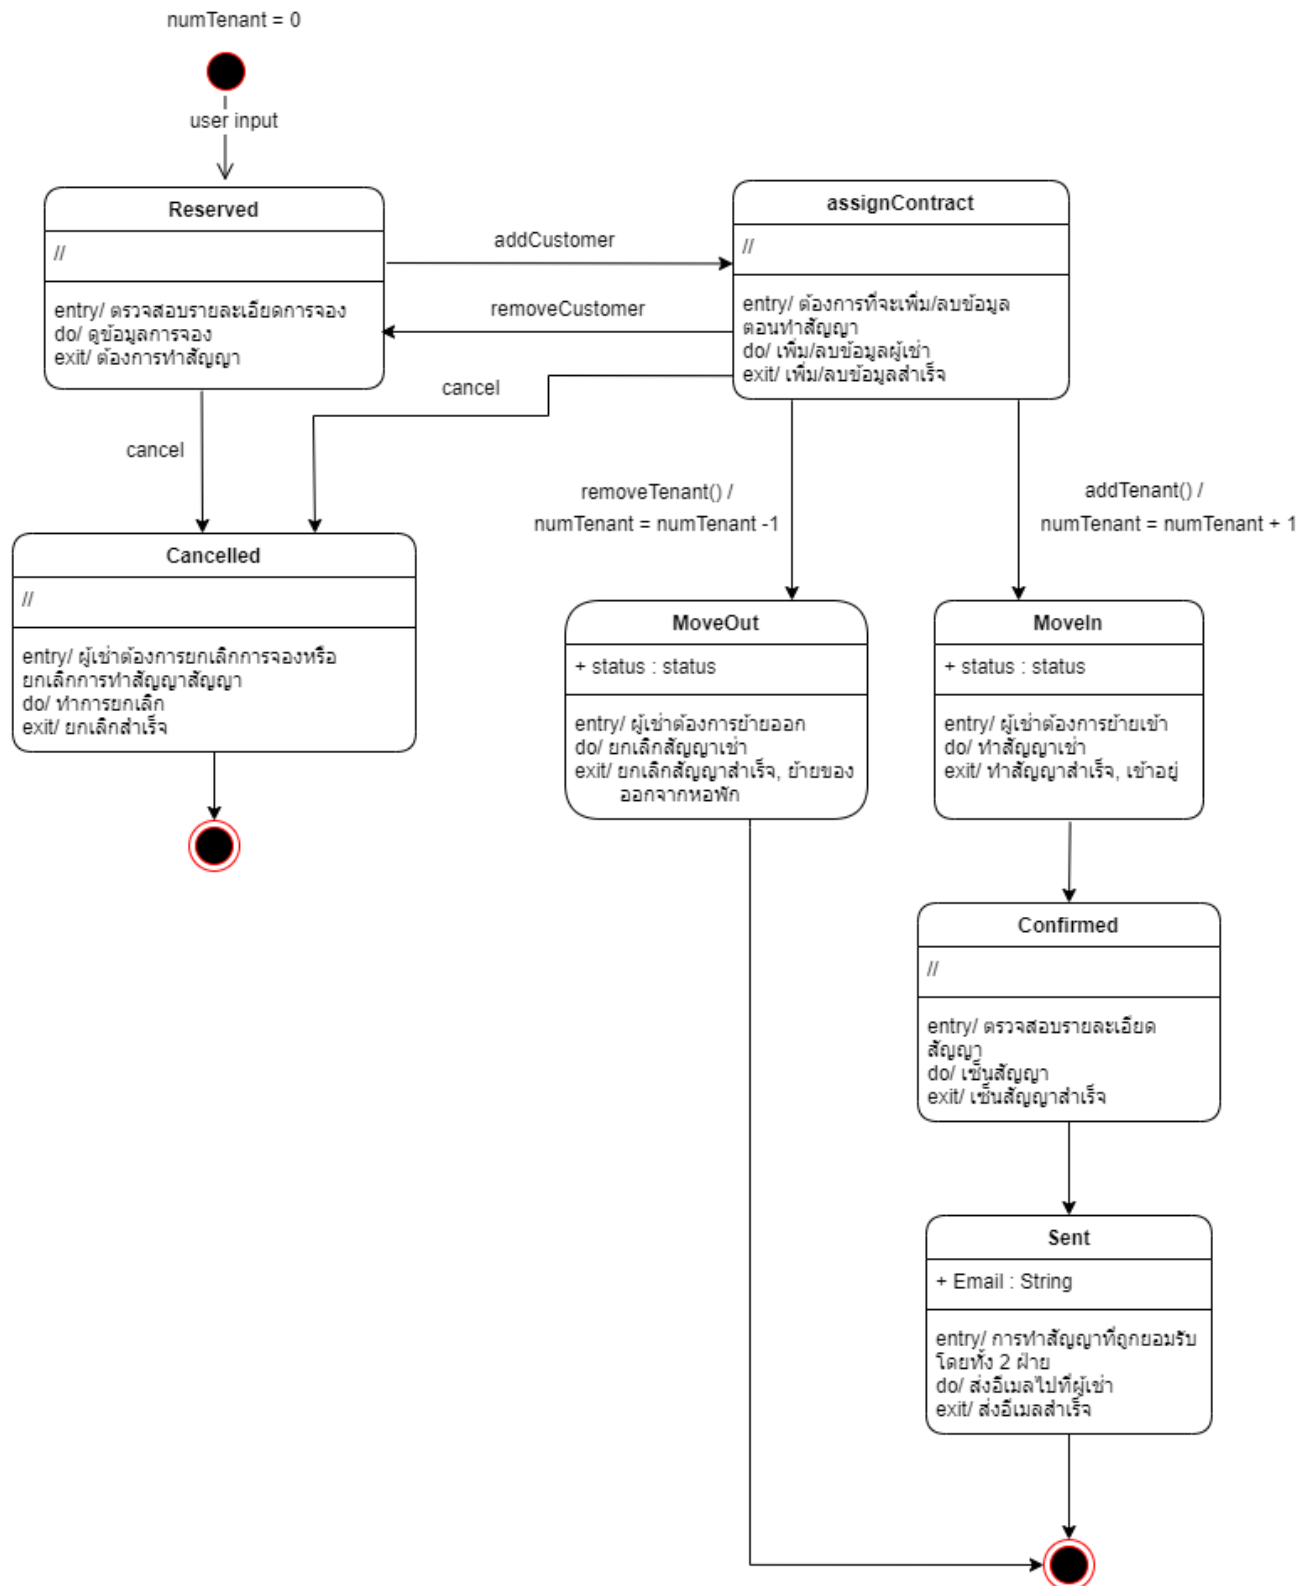 numTenant = 0
user input
Reserved
//
entry/ ตรวจสอบรายละเอียดการจอง
do/ ดูข้อมูลการจอง
exit/ ต้องการทำสัญญา
addCustomer
removeCustomer
cancel
assignContract
//
entry/ ต้องการที่จะเพิ่ม/ลบข้อมูล
ตอนทำสัญญา
do/ เพิ่ม/ลบข้อมูลผู้เช่า
exit/ เพิ่ม/ลบข้อมูลสำเร็จ
cancel
removeTenant() /
numTenant = numTenant -1
addTenant() /
numTenant = numTenant + 1
Cancelled
//
entry/ ผู้เช่าต้องการยกเลิกการจองหรือ
ยกเลิกการทำสัญญาสัญญา
do/ ทำการยกเลิก
exit/ ยกเลิกสำเร็จ
MoveOut
+ status : status
entry/ ผู้เช่าต้องการย้ายออก
do/ ยกเลิกสัญญาเช่า
exit/ ยกเลิกสัญญาสำเร็จ, ย้ายของ
ออกจากหอพัก
MoveIn
+ status : status
entry/ ผู้เช่าต้องการย้ายเข้า
do/ ทำสัญญาเช่า
exit/ ทำสัญญาสำเร็จ, เข้าอยู่
Confirmed
//
entry/ ตรวจสอบรายละเอียด
สัญญา
do/ เซ็นสัญญา
exit/ เซ็นสัญญาสำเร็จ
Sent
+ Email : String
entry/ การทำสัญญาที่ถูกยอมรับ
โดยทั้ง 2 ฝ่าย
do/ ส่งอีเมลไปที่ผู้เช่า
exit/ ส่งอีเมลสำเร็จ